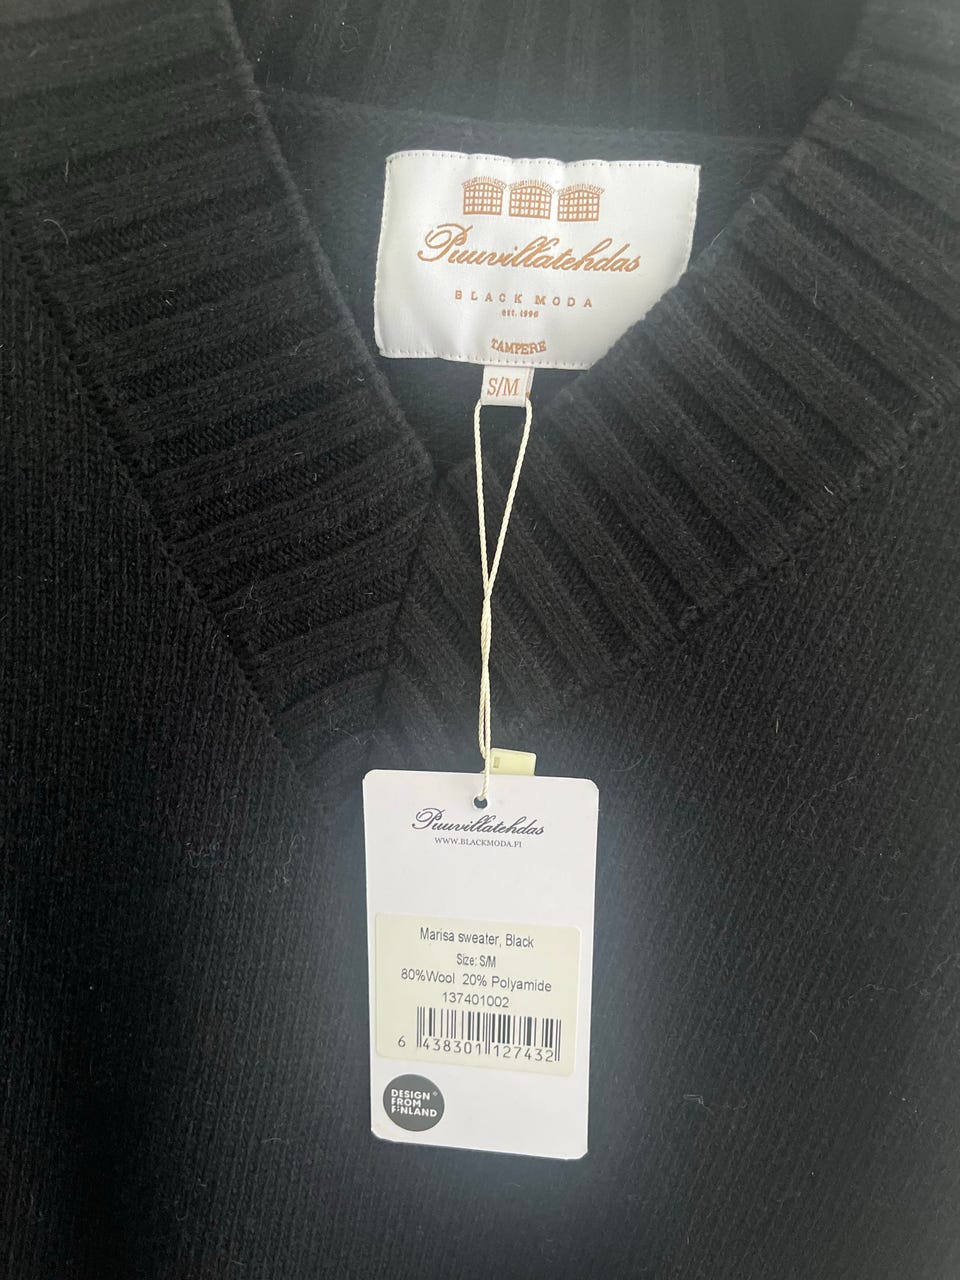 Puuvillatehdas
BLACK MODA
est. 1996
TAMPERE
S/M
Puuvillatehdas
WWW.BLACKMODA.FI
Marisa sweater, Black
Size: S/M
80%Wool 20% Polyamide
137401002
6 438301 127432
DESIGN
FROM
FINLAND